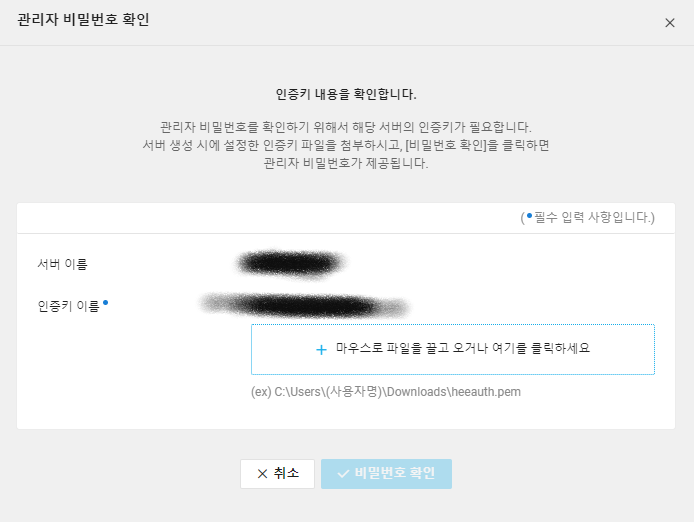 관리자 비밀번호 확인
인증키 내용을 확인합니다.
관리자 비밀번호를 확인하기 위해서 해당 서버의 인증키가 필요합니다.
서버 생성 시에 설정한 인증키 파일을 첨부하시고, [비밀번호 확인]을 클릭하면
관리자 비밀번호가 제공됩니다.
(•필수 입력 사항입니다.)
서버 이름
인증키 이름•
+ 마우스로 파일을 끌고 오거나 여기를 클릭하세요
(ex) C:\Users\(사용자명)\Downloads\heeauth.pem
취소
비밀번호 확인